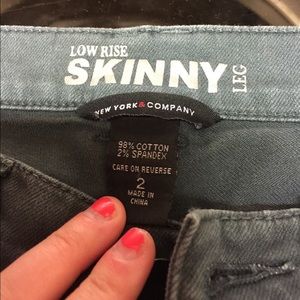 LOW RISE
SKINNY
LEG
NEW YORK & COMPANY
98% COTTON
2% SPANDEX
CARE ON REVERSE
2
MADE IN
CHINA